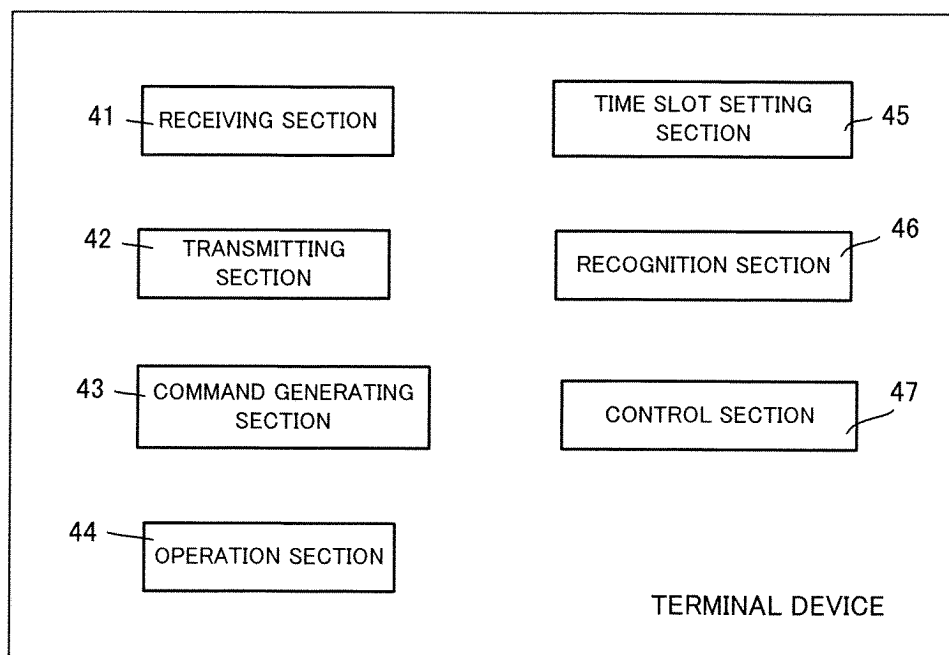 41
RECEIVING SECTION
TIME SLOT SETTING
SECTION
45
42
TRANSMITTING
SECTION
46
RECOGNITION SECTION
43
COMMAND GENERATING
SECTION
47
CONTROL SECTION
44
OPERATION SECTION
TERMINAL DEVICE